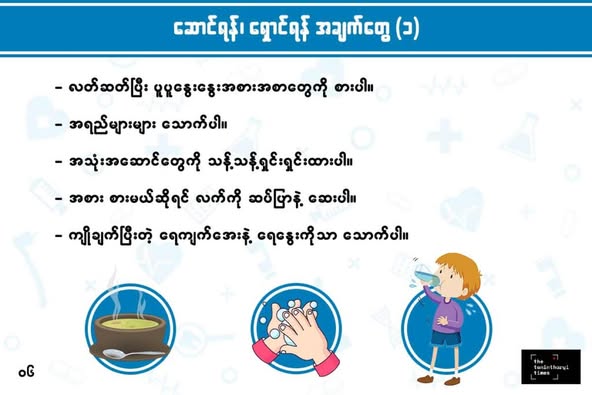 ဆောင်ရန်၊ ရှောင်ရန် အချက်တွေ (၁)
- လတ်ဆတ်ပြီး ပူပူနွေးနွေးအစားအစာတွေကို စားပါ။
- အရည်များများ သောက်ပါ။
- အသုံးအဆောင်တွေကို သန့်သန့်ရှင်းရှင်းထားပါ။
- အစား စားမယ်ဆိုရင် လက်ကို ဆပ်ပြာနဲ့ ဆေးပါ။
- ကျိုချက်ပြီးတဲ့ ရေကျက်အေးနဲ့ ရေနွေးကိုသာ သောက်ပါ။
၀၆
the
tanintharyi
times